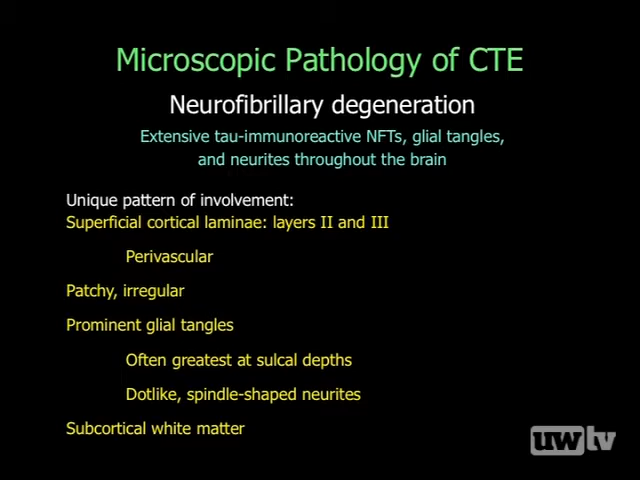 Microscopic Pathology of CTE
Neurofibrillary degeneration
Extensive tau-immunoreactive NFTs, glial tangles,
and neurites throughout the brain
Unique pattern of involvement:
Superficial cortical laminae: layers II and III
Perivascular
Patchy, irregular
Prominent glial tangles
Often greatest at sulcal depths
Dotlike, spindle-shaped neurites
Subcortical white matter
uwtv